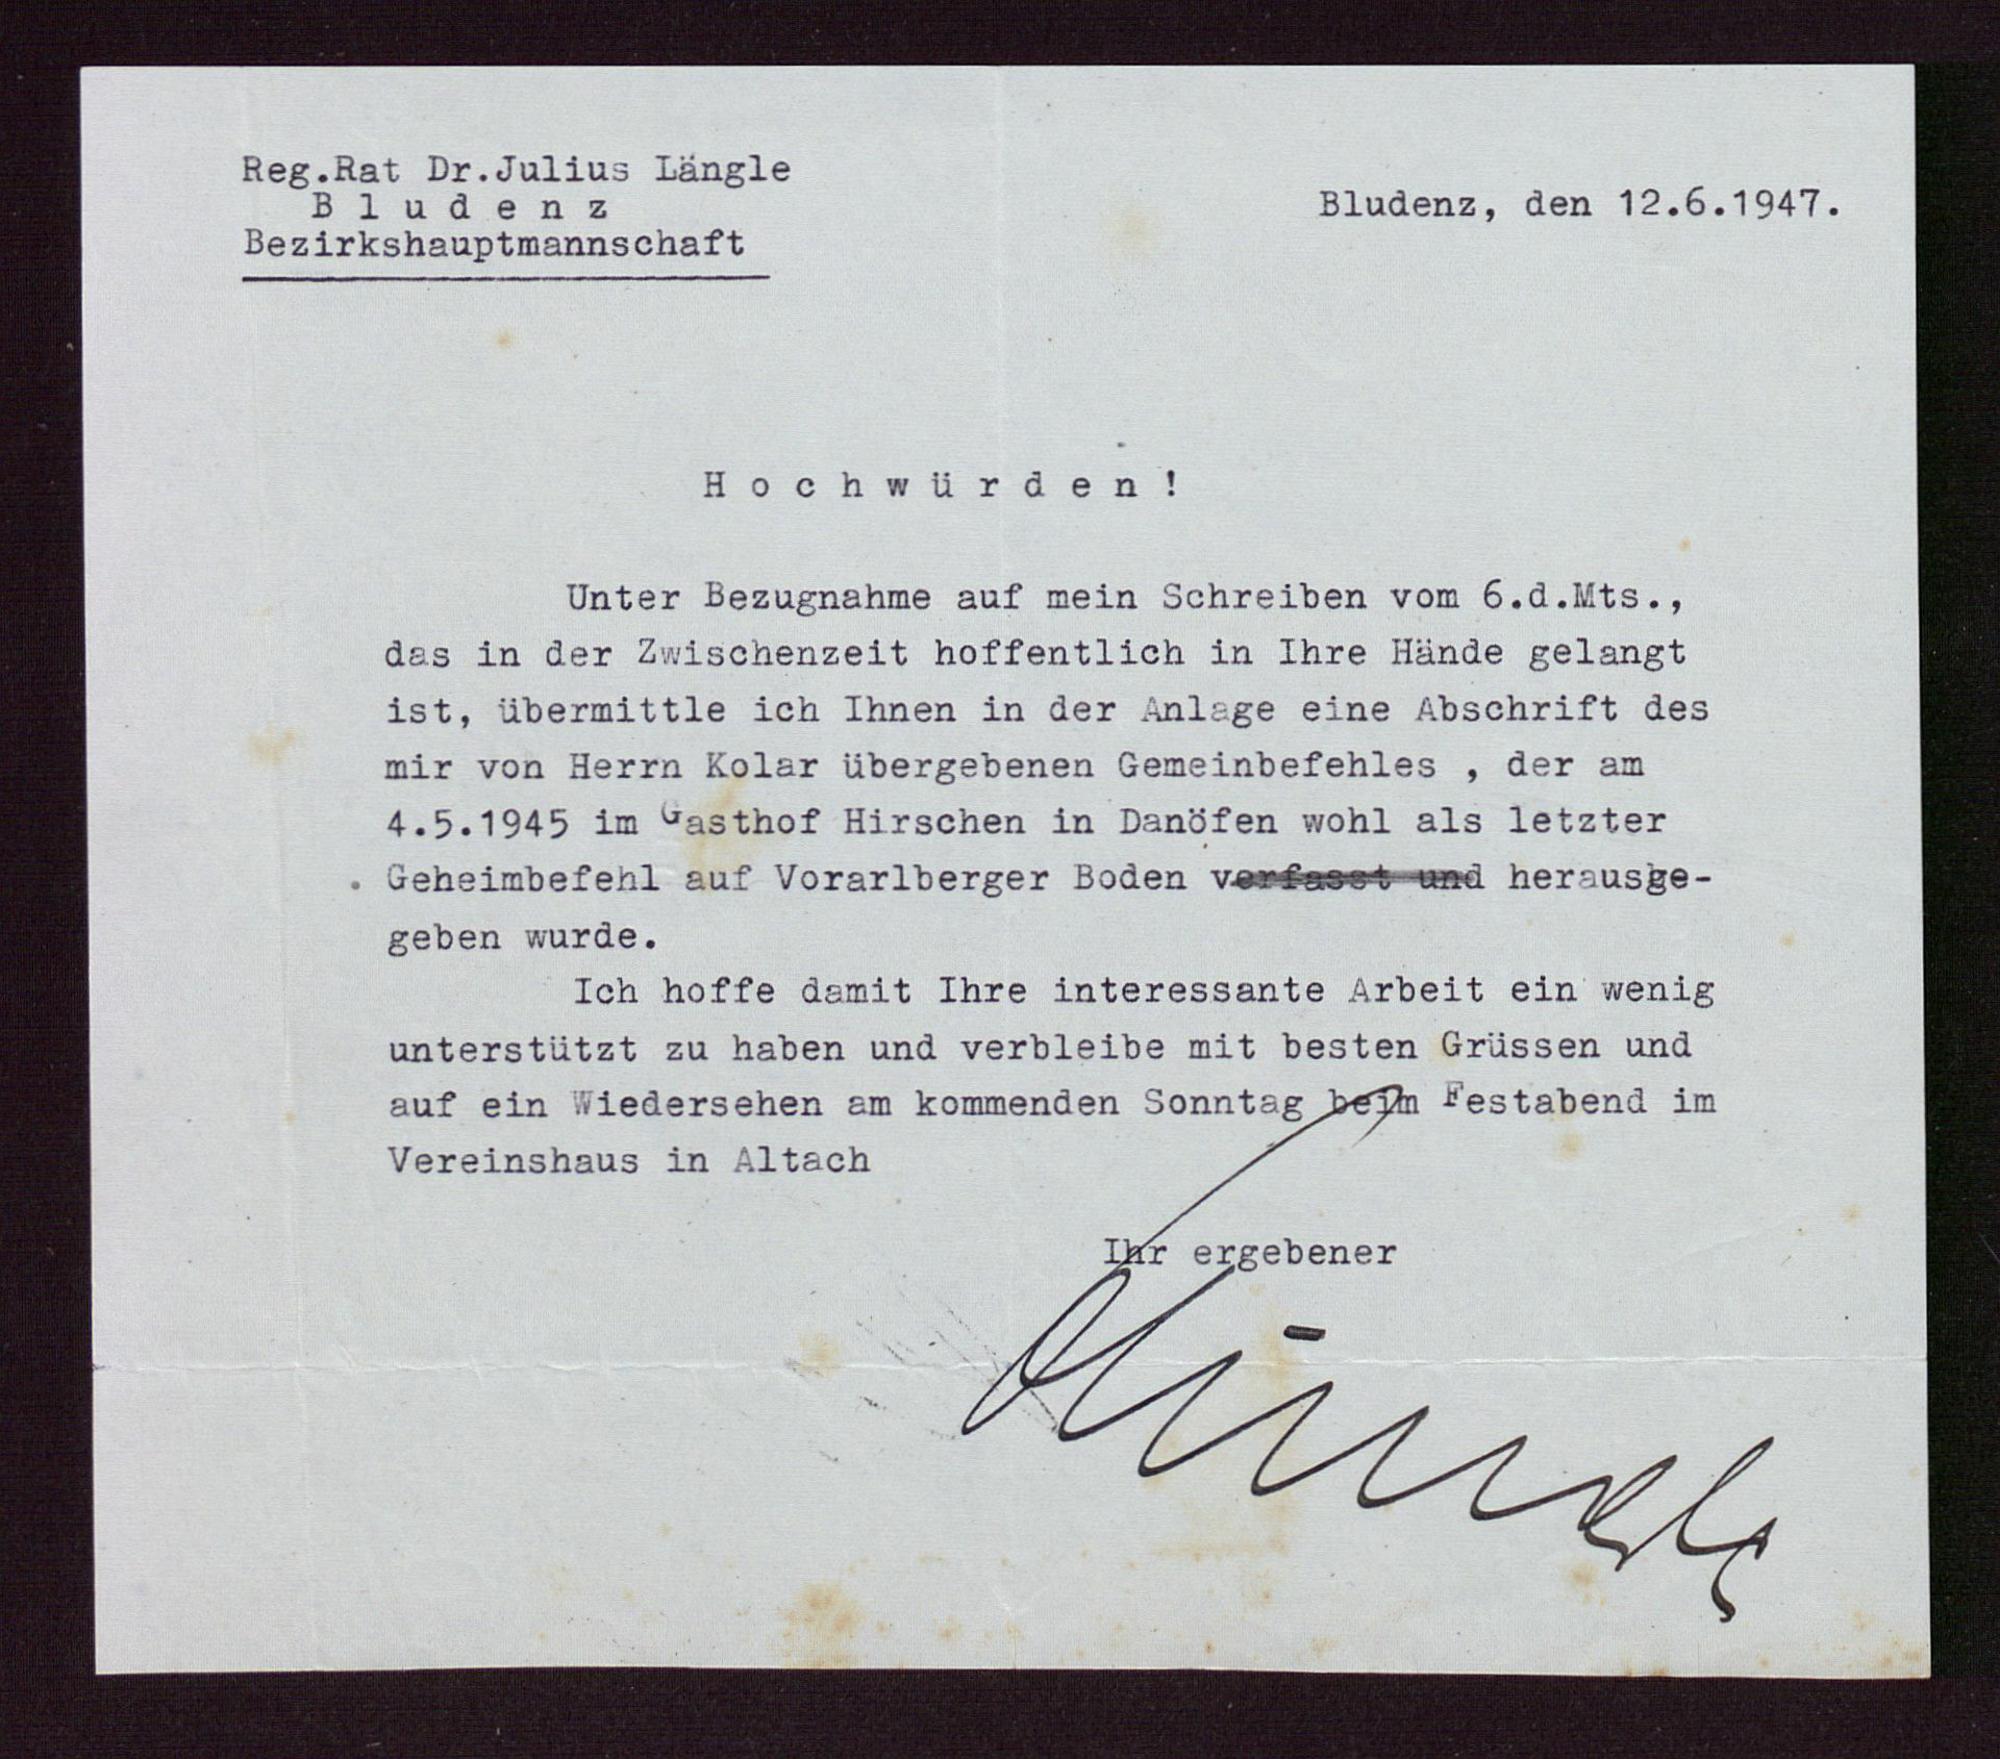 Reg.Rat Dr.Julius Längle
B l u d e n z
Bezirkshauptmannschaft
Bludenz, den 12.6.1947.
H o c h w ü r d e n !
Unter Bezugnahme auf mein Schreiben vom 6.d.Mts.,
das in der Zwischenzeit hoffentlich in Ihre Hände gelangt
ist, übermittle ich Ihnen in der Anlage eine Abschrift des
mir von Herrn Kolar übergebenen Gemeinbefehles , der am
4.5.1945 im Gasthof Hirschen in Danöfen wohl als letzter
Geheimbefehl auf Vorarlberger Boden verfasst und herausge-
geben wurde.
Ich hoffe damit Ihre interessante Arbeit ein wenig
unterstützt zu haben und verbleibe mit besten Grüssen und
auf ein Wiedersehen am kommenden Sonntag beim Festabend im
Vereinshaus in Altach
Ihr ergebener
Längle